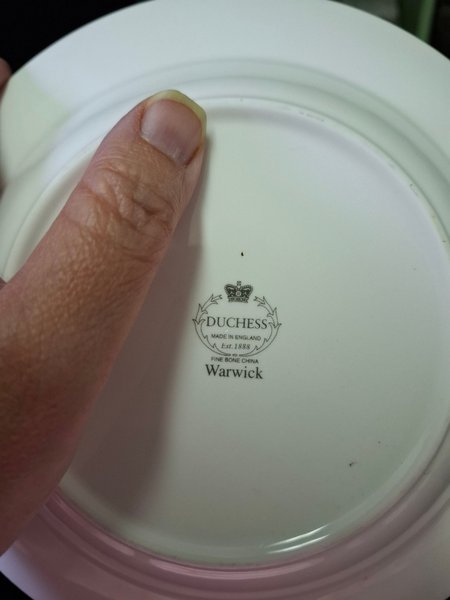 DUCHESS
MADE IN ENGLAND
Est. 1888
FINE BONE CHINA
Warwick